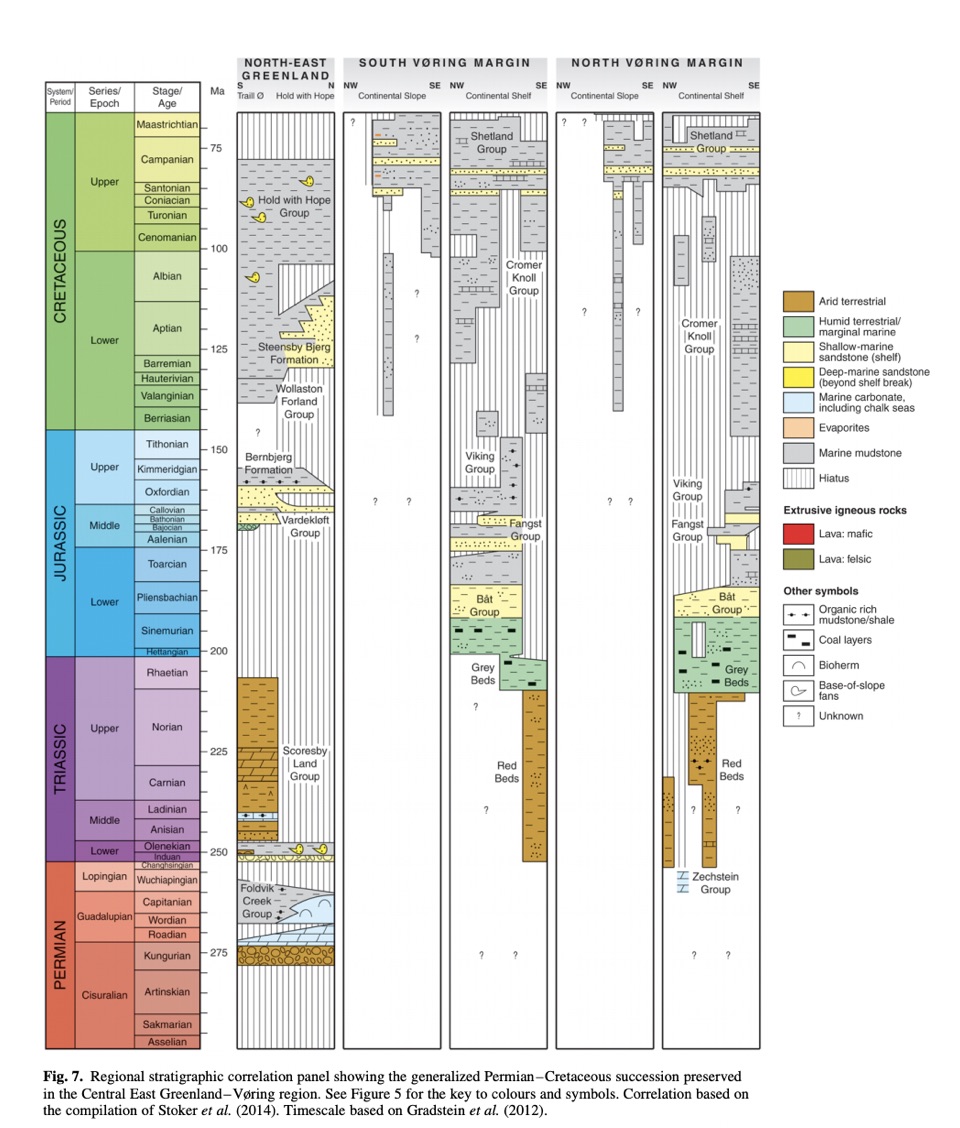 NORTH-EAST
GREENLAND
SOUTH VØRING MARGIN
NORTH VØRING MARGIN
System/
Period
Series/
Epoch
Stage/
Age
Ma
S
N
Traill Ø
Hold with Hope
NW
SE
Continental Slope
NW
SE
Continental Shelf
NW
SE
Continental Slope
NW
SE
Continental Shelf
CRETACEOUS
Upper
Lower
Maastrichtian
Campanian
Santonian
Coniacian
Turonian
Cenomanian
Albian
Aptian
Barremian
Hauterivian
Valanginian
Berriasian
JURASSIC
Upper
Middle
Lower
Tithonian
Kimmeridgian
Oxfordian
Callovian
Bathonian
Bajocian
Aalenian
Toarcian
Pliensbachian
Sinemurian
Hettangian
TRIASSIC
Upper
Middle
Lower
Rhaetian
Norian
Carnian
Ladinian
Anisian
Olenekian
Induan
PERMIAN
Lopingian
Guadalupian
Cisuralian
Changhsingian
Wuchiapingian
Capitanian
Wordian
Roadian
Kungurian
Artinskian
Sakmarian
Asselian
75
100
125
150
175
200
225
250
275
Hold with Hope
Group
Steensby Bjerg
Formation
Wollaston
Forland
Group
?
Bernbjerg
Formation
Vardekløft
Group
Scoresby
Land
Group
Foldvik
Creek
Group
?
?
?
? ?
Shetland
Group
Cromer
Knoll
Group
Viking
Group
Fangst
Group
Båt
Group
Grey
Beds
?
Red
Beds
?
? ?
? ?
? ?
? ?
Shetland
Group
Cromer
Knoll
Group
Viking
Group
Fangst
Group
Båt
Group
Grey
Beds
Red
Beds
? ?
Zechstein
Group
? ?
Arid terrestrial
Humid terrestrial/
marginal marine
Shallow-marine
sandstone (shelf)
Deep-marine sandstone
(beyond shelf break)
Marine carbonate,
including chalk seas
Evaporites
Marine mudstone
Hiatus
Extrusive igneous rocks
Lava: mafic
Lava: felsic
Other symbols
Organic rich
mudstone/shale
Coal layers
Bioherm
Base-of-slope
fans
? Unknown
Fig. 7. Regional stratigraphic correlation panel showing the generalized Permian–Cretaceous succession preserved
in the Central East Greenland–Vøring region. See Figure 5 for the key to colours and symbols. Correlation based on
the compilation of Stoker et al. (2014). Timescale based on Gradstein et al. (2012).